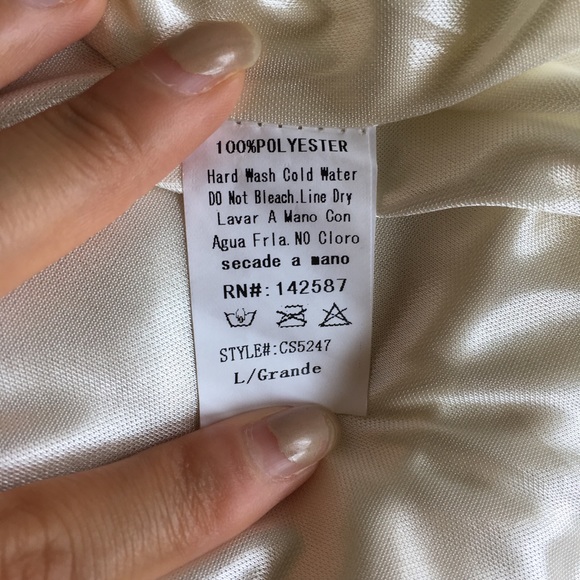 100%POLYESTER
Hard Wash Cold Water
DO Not Bleach.Line Dry
Lavar A Mano Con
Agua Frla. NO Cloro
secade a mano
RN#: 142587
STYLE#:CS5247
L/Grande